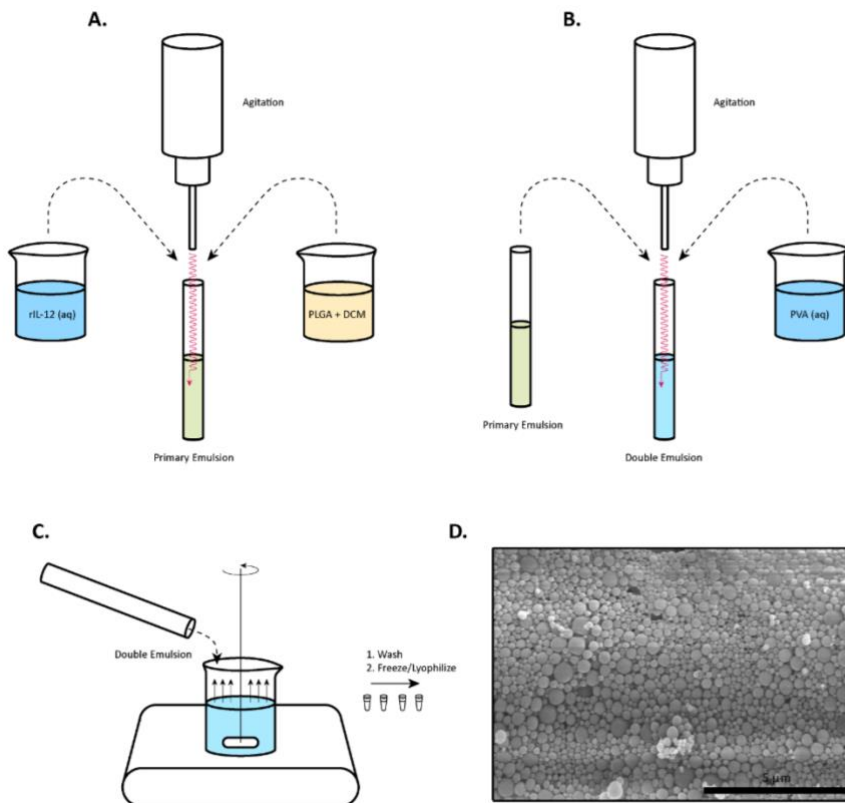 A.
Agitation
rIL-12 (aq)
PLGA + DCM
Primary Emulsion
B.
Agitation
PVA (aq)
Primary Emulsion
Double Emulsion
C.
Double Emulsion
1. Wash
2. Freeze/Lyophilize
D.
5 µm